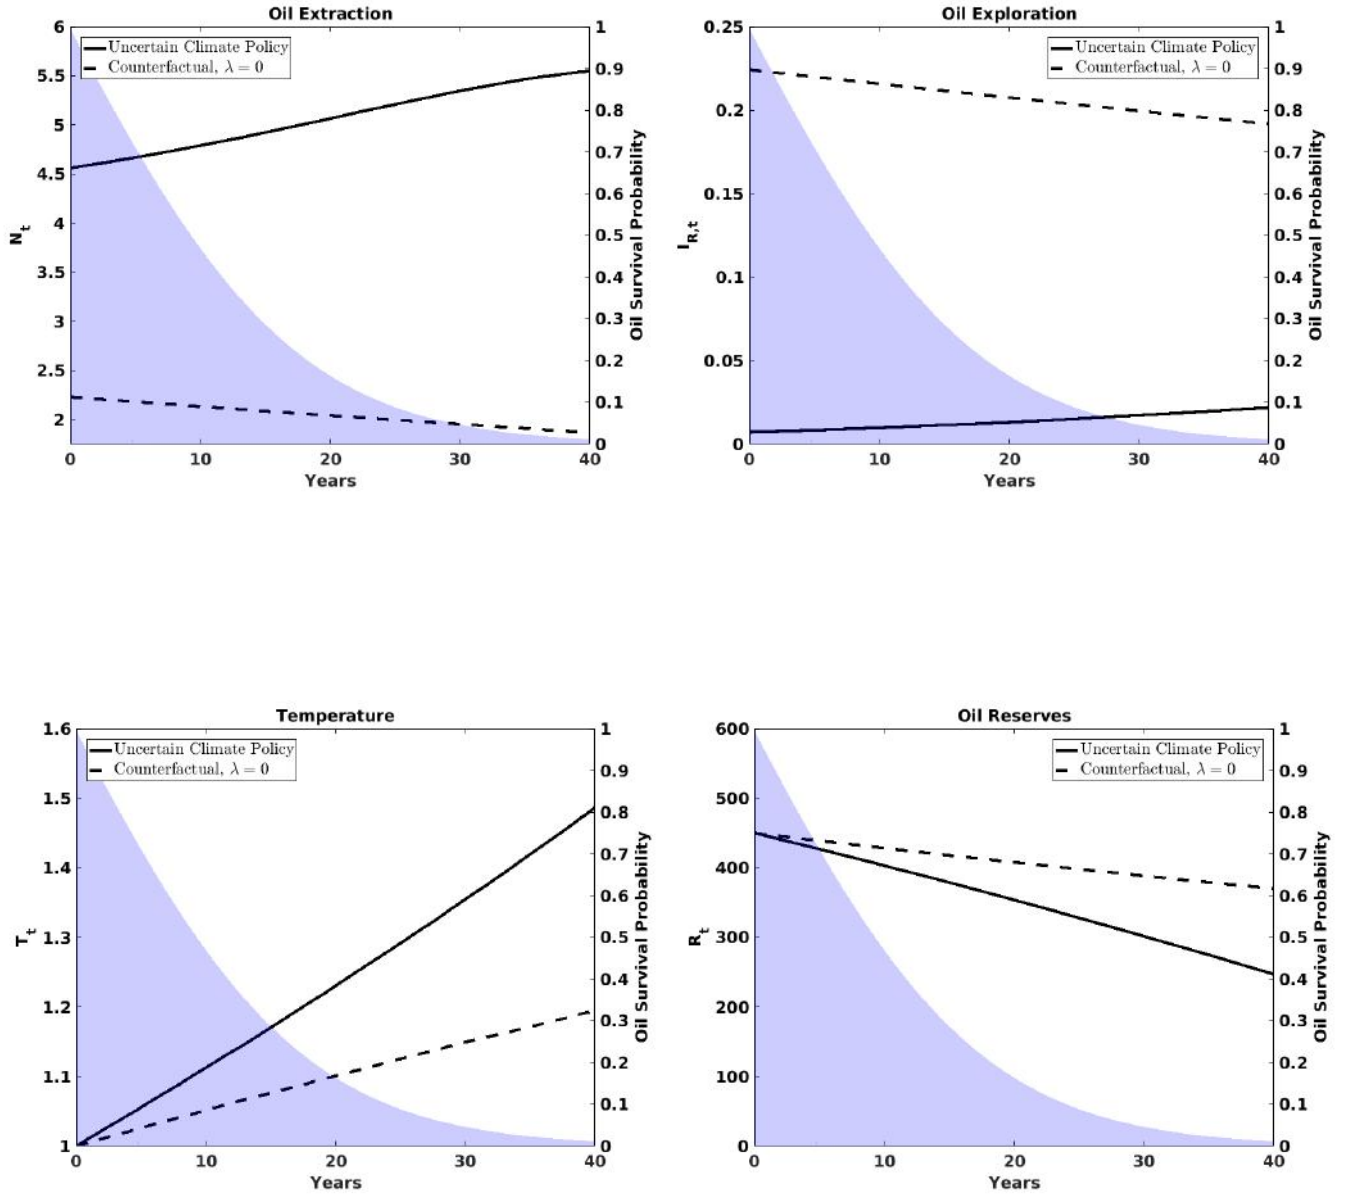 Oil Extraction
Uncertain Climate Policy
Counterfactual, λ = 0
6
5.5
5
4.5
4
3.5
3
2.5
2
N_t
1
0.9
0.8
0.7
0.6
0.5
0.4
0.3
0.2
0.1
0
Oil Survival Probability
0 10 20 30 40
Years
Oil Exploration
Uncertain Climate Policy
Counterfactual, λ = 0
0.25
0.2
0.15
0.1
0.05
0
I_R,t
1
0.9
0.8
0.7
0.6
0.5
0.4
0.3
0.2
0.1
0
Oil Survival Probability
0 10 20 30 40
Years
Temperature
Uncertain Climate Policy
Counterfactual, λ = 0
1.6
1.5
1.4
1.3
1.2
1.1
1
T_t
1
0.9
0.8
0.7
0.6
0.5
0.4
0.3
0.2
0.1
0
Oil Survival Probability
0 10 20 30 40
Years
Oil Reserves
Uncertain Climate Policy
Counterfactual, λ = 0
600
500
400
300
200
100
0
R_t
1
0.9
0.8
0.7
0.6
0.5
0.4
0.3
0.2
0.1
0
Oil Survival Probability
0 10 20 30 40
Years